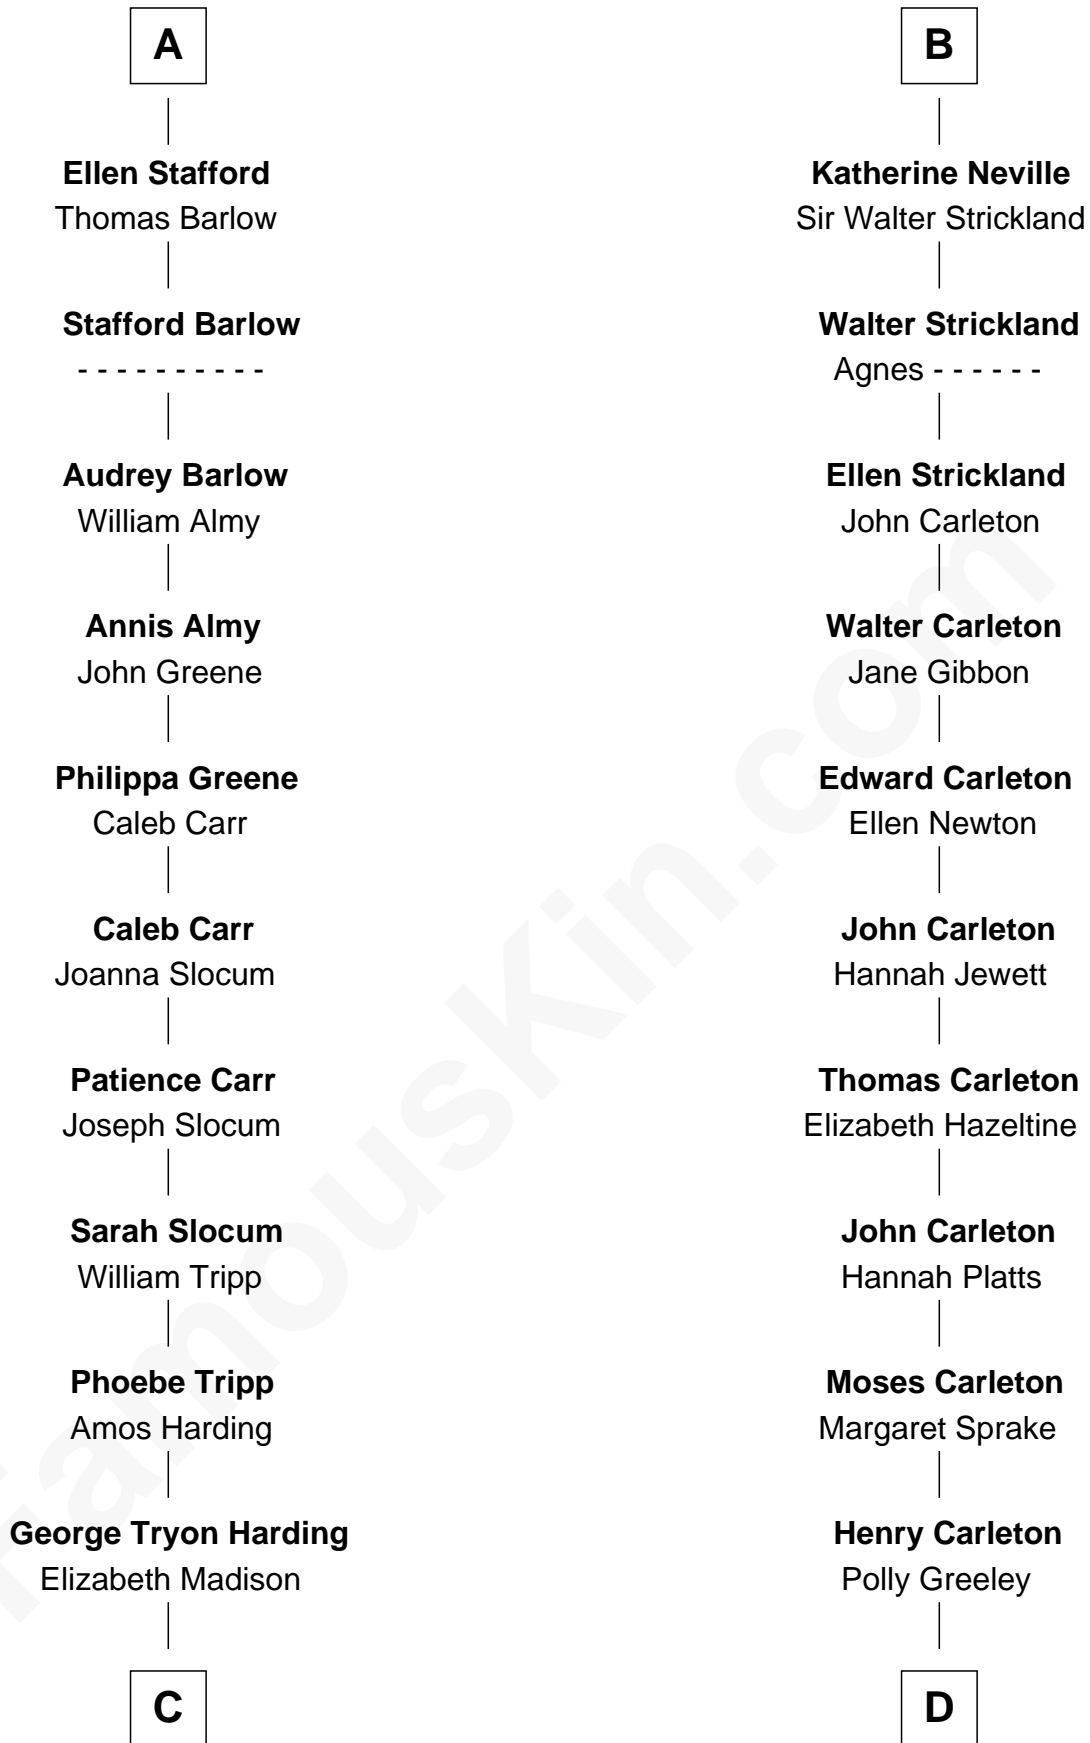 A
Ellen Stafford
Thomas Barlow
Stafford Barlow
- - - - - - - - - -
Audrey Barlow
William Almy
Annis Almy
John Greene
Philippa Greene
Caleb Carr
Caleb Carr
Joanna Slocum
Patience Carr
Joseph Slocum
Sarah Slocum
William Tripp
Phoebe Tripp
Amos Harding
George Tryon Harding
Elizabeth Madison
C
B
Katherine Neville
Sir Walter Strickland
Walter Strickland
Agnes - - - - - -
Ellen Strickland
John Carleton
Walter Carleton
Jane Gibbon
Edward Carleton
Ellen Newton
John Carleton
Hannah Jewett
Thomas Carleton
Elizabeth Hazeltine
John Carleton
Hannah Platts
Moses Carleton
Margaret Sprake
Henry Carleton
Polly Greeley
D
FamousKin.com